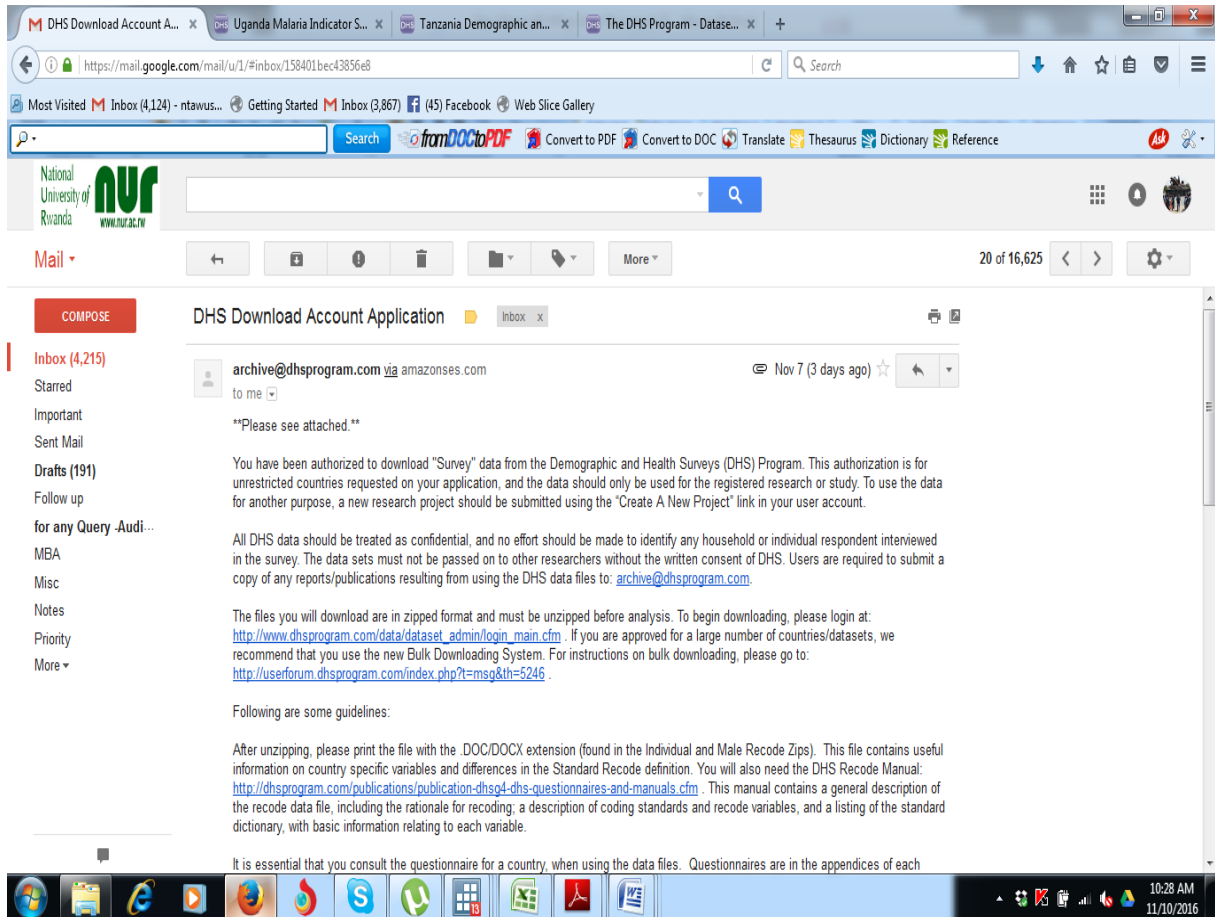 DHS Download Account A...
Uganda Malaria Indicator S...
Tanzania Demographic an...
The DHS Program - Datase...
https://mail.google.com/mail/u/1/#inbox/158401bec43856e8
Search
Most Visited
Inbox (4,124) - ntawus...
Getting Started
Inbox (3,867)
(45) Facebook
Web Slice Gallery
Search
fromDOCtoPDF
Convert to PDF
Convert to DOC
Translate
Thesaurus
Dictionary
Reference
Ask
National
University of
Rwanda
nur
www.nur.ac.rw
Mail
More
20 of 16,625
COMPOSE
Inbox (4,215)
Starred
Important
Sent Mail
Drafts (191)
Follow up
for any Query -Audi...
MBA
Misc
Notes
Priority
More
DHS Download Account Application
Inbox x
archive@dhsprogram.com via amazonses.com
Nov 7 (3 days ago)
to me
**Please see attached.**
You have been authorized to download "Survey" data from the Demographic and Health Surveys (DHS) Program. This authorization is for
unrestricted countries requested on your application, and the data should only be used for the registered research or study. To use the data
for another purpose, a new research project should be submitted using the “Create A New Project” link in your user account.
All DHS data should be treated as confidential, and no effort should be made to identify any household or individual respondent interviewed
in the survey. The data sets must not be passed on to other researchers without the written consent of DHS. Users are required to submit a
copy of any reports/publications resulting from using the DHS data files to: archive@dhsprogram.com.
The files you will download are in zipped format and must be unzipped before analysis. To begin downloading, please login at:
http://www.dhsprogram.com/data/dataset_admin/login_main.cfm . If you are approved for a large number of countries/datasets, we
recommend that you use the new Bulk Downloading System. For instructions on bulk downloading, please go to:
http://userforum.dhsprogram.com/index.php?t=msg&th=5246 .
Following are some guidelines:
After unzipping, please print the file with the .DOC/DOCX extension (found in the Individual and Male Recode Zips). This file contains useful
information on country specific variables and differences in the Standard Recode definition. You will also need the DHS Recode Manual:
http://dhsprogram.com/publications/publication-dhsg4-dhs-questionnaires-and-manuals.cfm . This manual contains a general description of
the recode data file, including the rationale for recoding; a description of coding standards and recode variables, and a listing of the standard
dictionary, with basic information relating to each variable.
It is essential that you consult the questionnaire for a country, when using the data files. Questionnaires are in the appendices of each
10:28 AM
11/10/2016